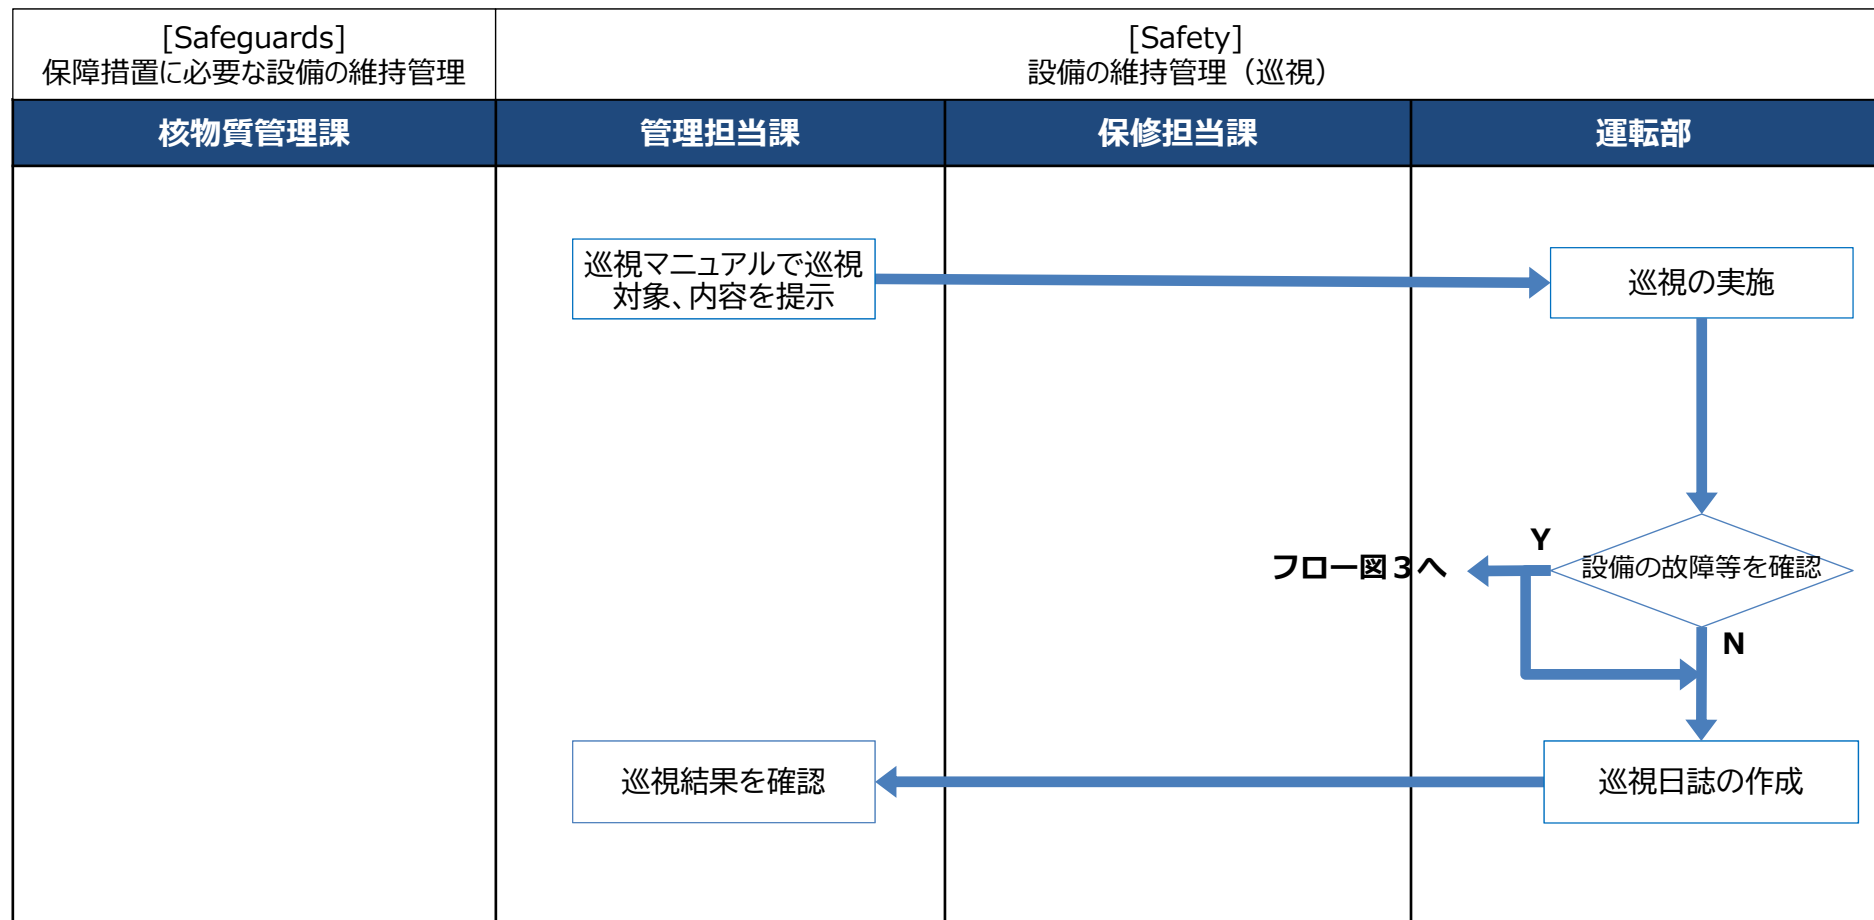 [Safeguards]
保障措置に必要な設備の維持管理
[Safety]
設備の維持管理（巡視）
核物質管理課
管理担当課
保修担当課
運転部
巡視マニュアルで巡視
対象、内容を提示
巡視の実施
Y
フロー図３へ
設備の故障等を確認
N
巡視結果を確認
巡視日誌の作成